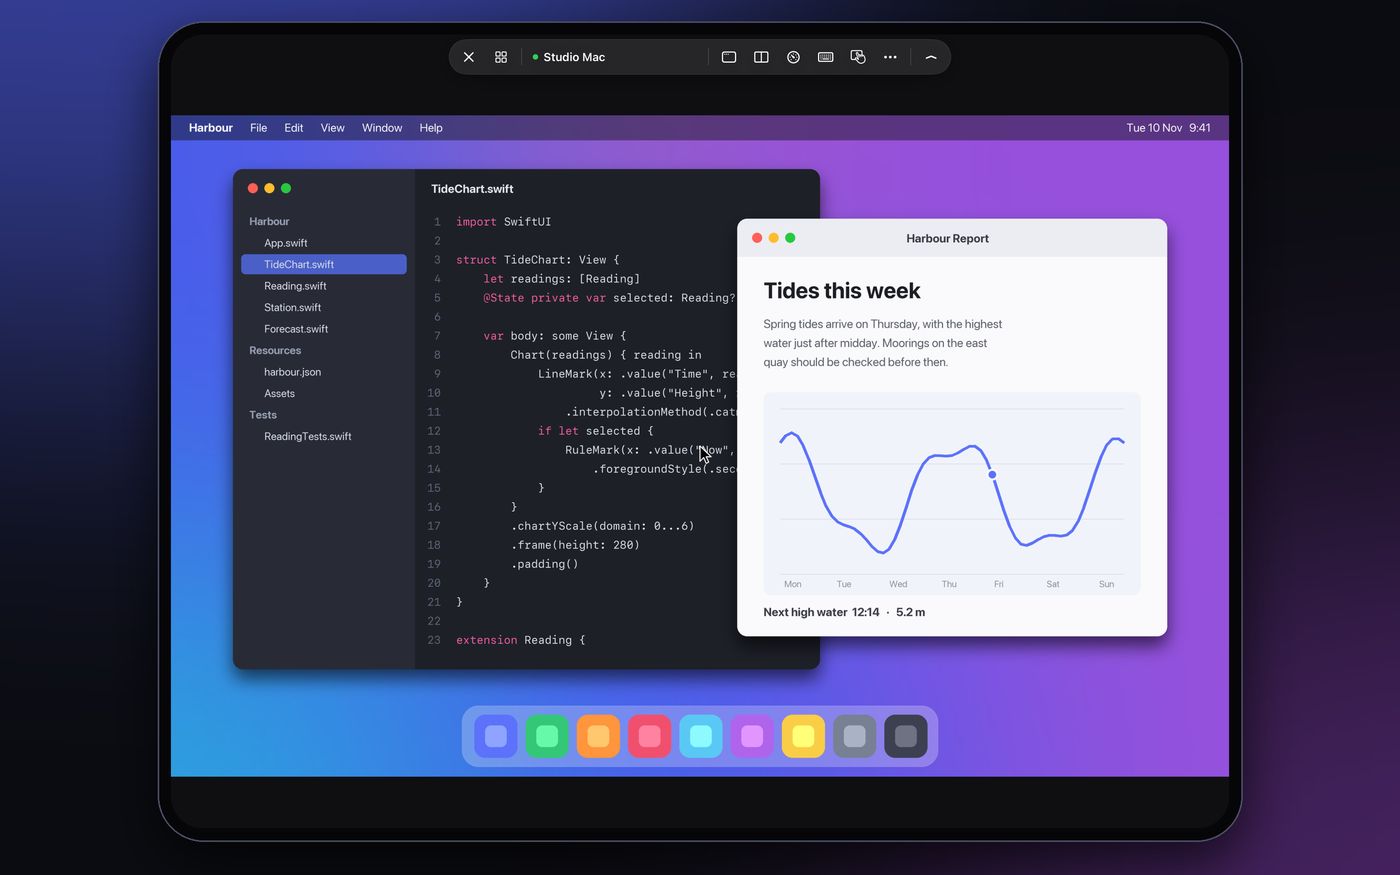 Studio Mac
Harbour File Edit View Window Help
Tue 10 Nov 9:41
Harbour
App.swift
TideChart.swift
Reading.swift
Station.swift
Forecast.swift
Resources
harbour.json
Assets
Tests
ReadingTests.swift
TideChart.swift
1 import SwiftUI
2
3 struct TideChart: View {
4 let readings: [Reading]
5 @State private var selected: Reading?
6
7 var body: some View {
8 Chart(readings) { reading in
9 LineMark(x: .value("Time", re
10 y: .value("Height",
11 .interpolationMethod(.cat
12 if let selected {
13 RuleMark(x: .value("Now",
14 .foregroundStyle(.sec
15 }
16 }
17 .chartYScale(domain: 0...6)
18 .frame(height: 280)
19 .padding()
20 }
21 }
22
23 extension Reading {
Harbour Report
Tides this week
Spring tides arrive on Thursday, with the highest
water just after midday. Moorings on the east
quay should be checked before then.
Mon Tue Wed Thu Fri Sat Sun
Next high water 12:14 · 5.2 m